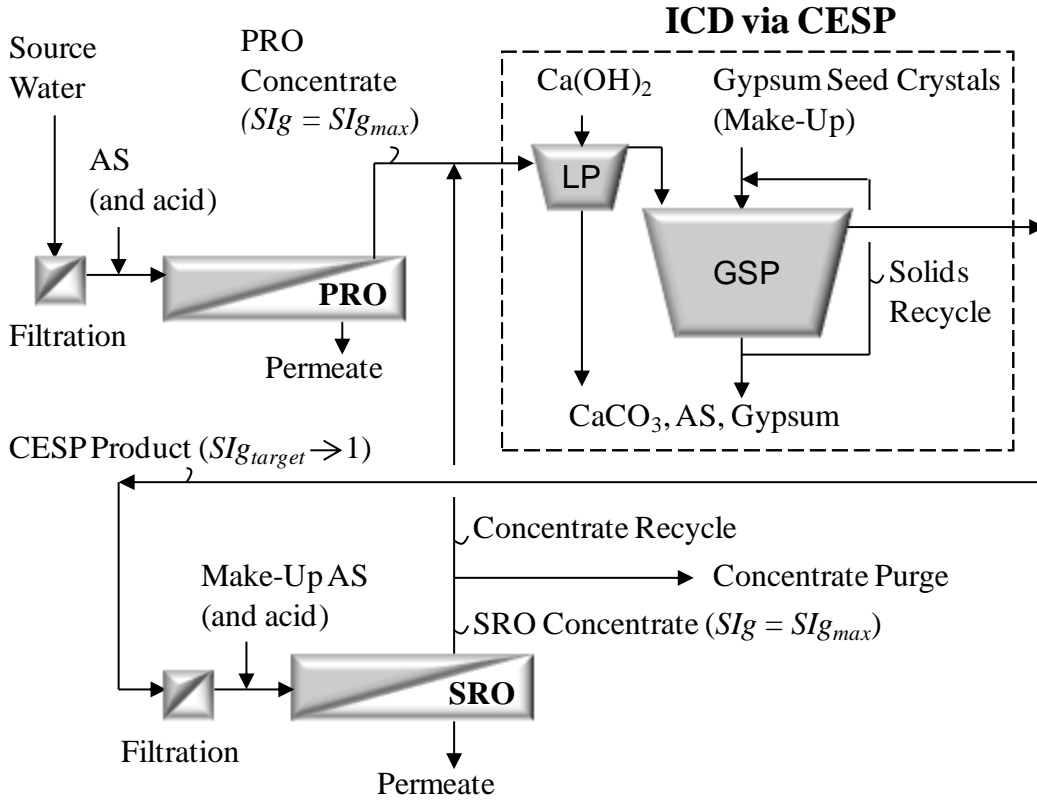 ICD via CESP
Source
Water
PRO
Concentrate
(SIg = SIgmax)
Ca(OH)2
Gypsum Seed Crystals
(Make-Up)
AS
(and acid)
LP
GSP
PRO
Filtration
Permeate
Solids
Recycle
CaCO3, AS, Gypsum
CESP Product (SIgtarget → 1)
Concentrate Recycle
Concentrate Purge
Make-Up AS
(and acid)
SRO Concentrate (SIg = SIgmax)
SRO
Filtration
Permeate